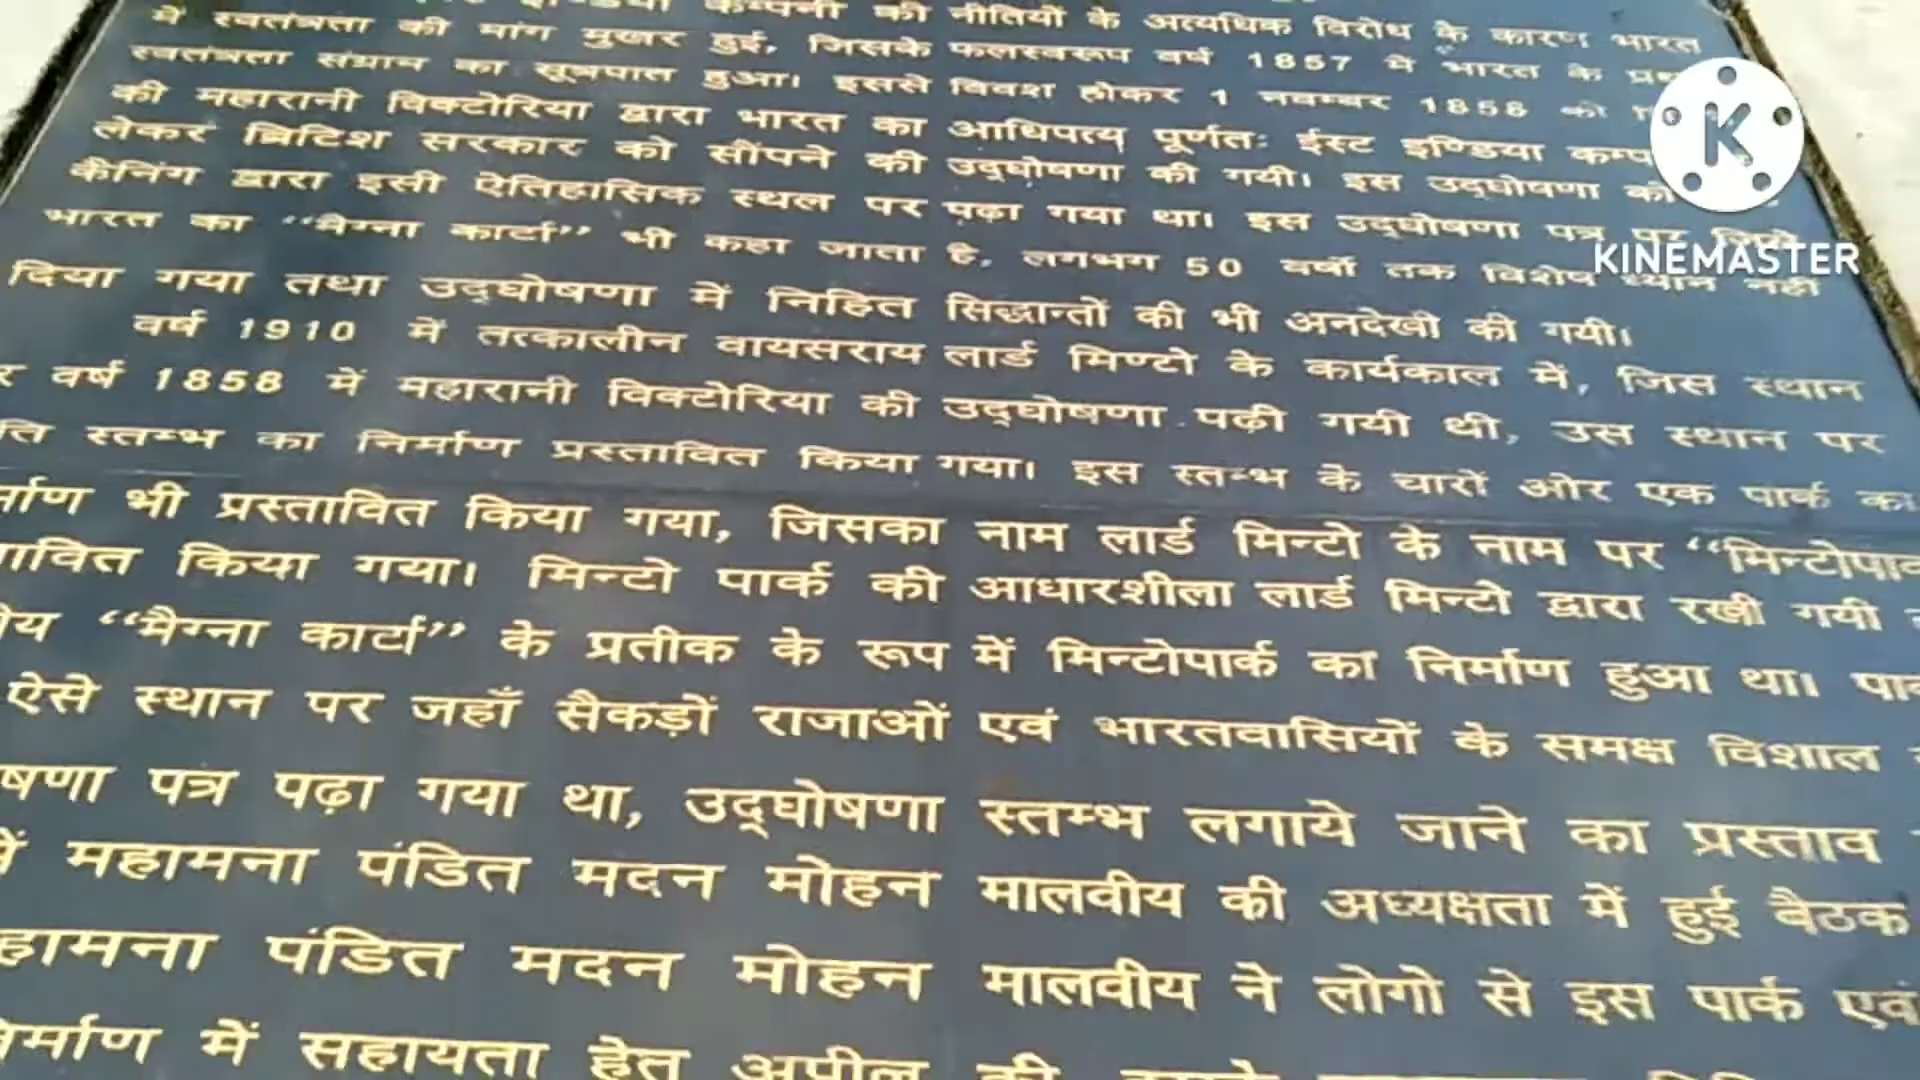 कम्पनी की नीतियों के अत्यधिक विरोध के कारण भारत
में स्वतंत्रता की मांग मुखर हुई, जिसके फलस्वरूप वर्ष 1857 में भारत के
स्वतंत्रता संग्राम का सूत्रपात हुआ। इससे विवश होकर 1 नवम्बर 1858 को
की महारानी विक्टोरिया द्वारा भारत का आधिपत्य पूर्णतः ईस्ट इण्डिया
लेकर ब्रिटिश सरकार को सौंपने की उद्घोषणा की गयी। इस उद्घोषणा को
कैनिंग द्वारा इसी ऐतिहासिक स्थल पर पढ़ा गया था। इस उद्घोषणा पत्र पर
भारत का “मैग्ना कार्टा” भी कहा जाता है, लगभग 50 वर्षो तक विशेष ध्यान नहीं
दिया गया तथा उद्घोषणा में निहित सिद्धान्तों की भी अनदेखी की गयी।
वर्ष 1910 में तत्कालीन वायसराय लार्ड मिण्टो के कार्यकाल में, जिस स्थान
वर्ष 1858 में महारानी विक्टोरिया की उद्घोषणा पढ़ी गयी थी, उस स्थान पर
स्तम्भ का निर्माण प्रस्तावित किया गया। इस स्तम्भ के चारों ओर एक पार्क का
भी प्रस्तावित किया गया, जिसका नाम लार्ड मिन्टो के नाम पर “मिन्टोपार्क
किया गया। मिन्टो पार्क की आधारशीला लार्ड मिन्टो द्वारा रखी गयी
“मैग्ना कार्टा” के प्रतीक के रूप में मिन्टोपार्क का निर्माण हुआ था।
ऐसे स्थान पर जहाँ सैकड़ों राजाओं एवं भारतवासियों के समक्ष विशाल
पत्र पढ़ा गया था, उद्घोषणा स्तम्भ लगाये जाने का प्रस्ताव
में महामना पंडित मदन मोहन मालवीय की अध्यक्षता में हुई बैठक
हामना पंडित मदन मोहन मालवीय ने लोगो से इस पार्क एवं
में सहायता हेतु अपील की
KINEMASTER